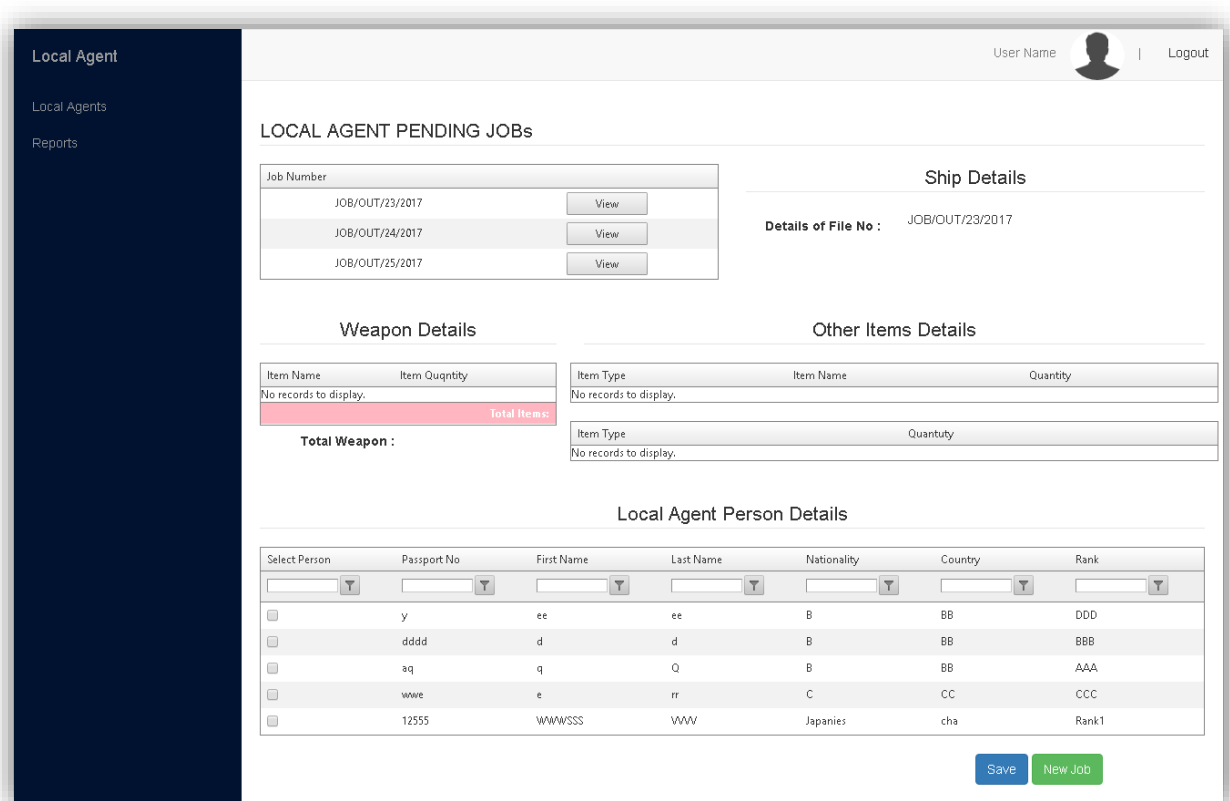 Local Agent
User Name | Logout
Local Agents
Reports
LOCAL AGENT PENDING JOBs
Job Number
JOB/OUT/23/2017 View
JOB/OUT/24/2017 View
JOB/OUT/25/2017 View
Ship Details
Details of File No : JOB/OUT/23/2017
Weapon Details
Item Name Item Quqntity
No records to display.
Total Items:
Total Weapon :
Other Items Details
Item Type Item Name Quantity
No records to display.
Item Type Quantuty
No records to display.
Local Agent Person Details
Select Person Passport No First Name Last Name Nationality Country Rank
y ee ee B BB DDD
dddd d d B BB BBB
aq q Q B BB AAA
wwe e rr C CC CCC
12555 Japanies cha Rank1
Save New Job